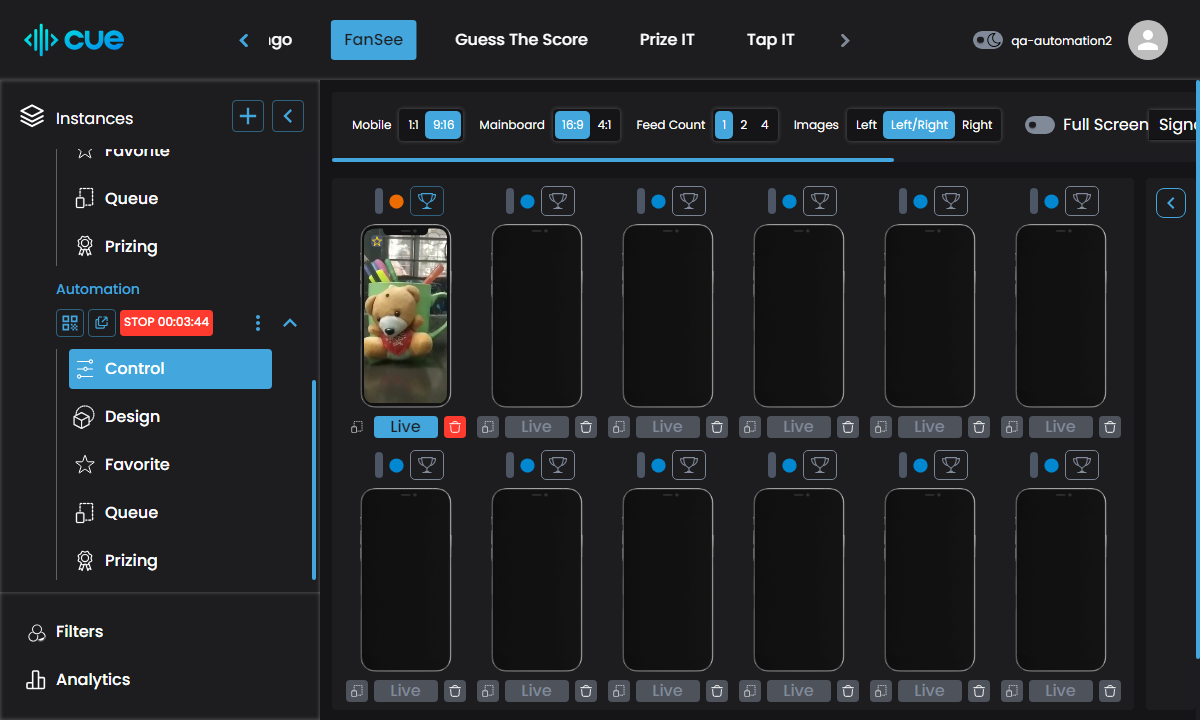 cue
ngo
FanSee
Guess The Score
Prize IT
Tap IT
qa-automation2
Instances
Favorite
Queue
Prizing
Automation
STOP 00:03:44
Control
Design
Favorite
Queue
Prizing
Filters
Analytics
Mobile 1:1 9:16 Mainboard 16:9 4:1 Feed Count 1 2 4 Images Left Left/Right Right Full Screen
Live Live Live Live Live Live
Live Live Live Live Live Live